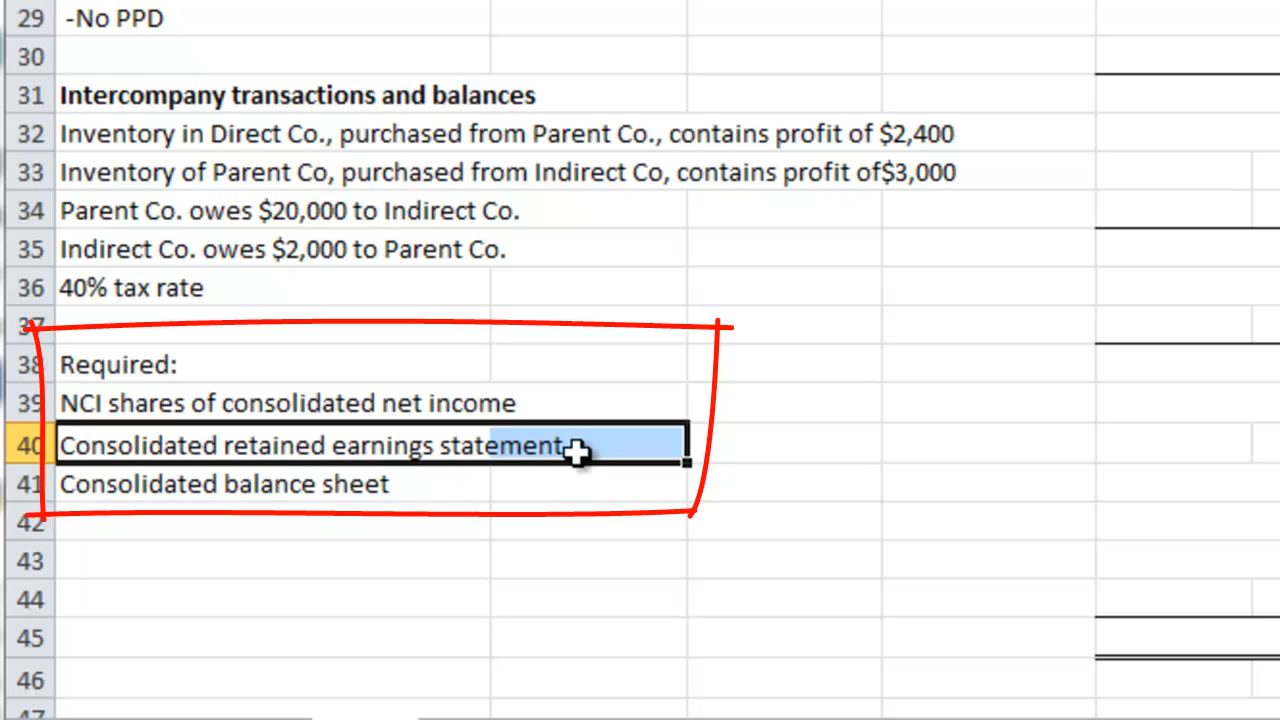 29 -No PPD
30
31 Intercompany transactions and balances
32 Inventory in Direct Co., purchased from Parent Co., contains profit of $2,400
33 Inventory of Parent Co, purchased from Indirect Co, contains profit of$3,000
34 Parent Co. owes $20,000 to Indirect Co.
35 Indirect Co. owes $2,000 to Parent Co.
36 40% tax rate
37
38 Required:
39 NCI shares of consolidated net income
40 Consolidated retained earnings statement
41 Consolidated balance sheet
42
43
44
45
46
47